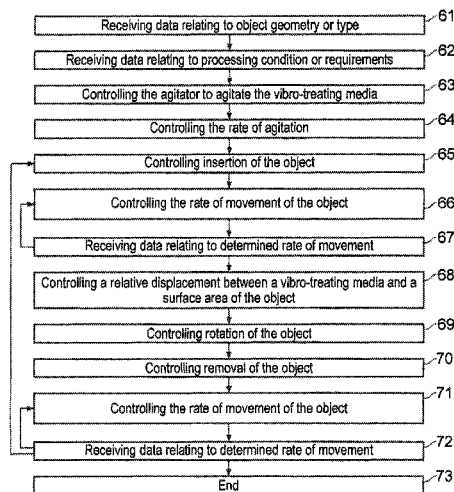 Receiving data relating to object geometry or type 61
Receiving data relating to processing condition or requirements 62
Controlling the agitator to agitate the vibro-treating media 63
Controlling the rate of agitation 64
Controlling insertion of the object 65
Controlling the rate of movement of the object 66
Receiving data relating to determined rate of movement 67
Controlling a relative displacement between a vibro-treating media and a 68
surface area of the object
Controlling rotation of the object 69
Controlling removal of the object 70
Controlling the rate of movement of the object 71
Receiving data relating to determined rate of movement 72
End 73